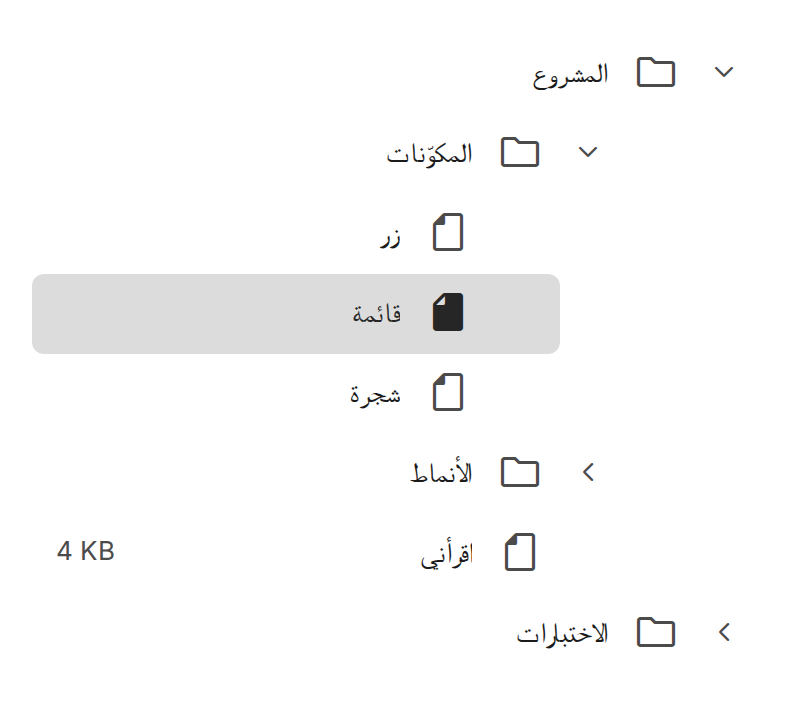 المشروع
المكوّنات
زر
قائمة
شجرة
الأنماط
اقرأني 4 KB
الاختبارات